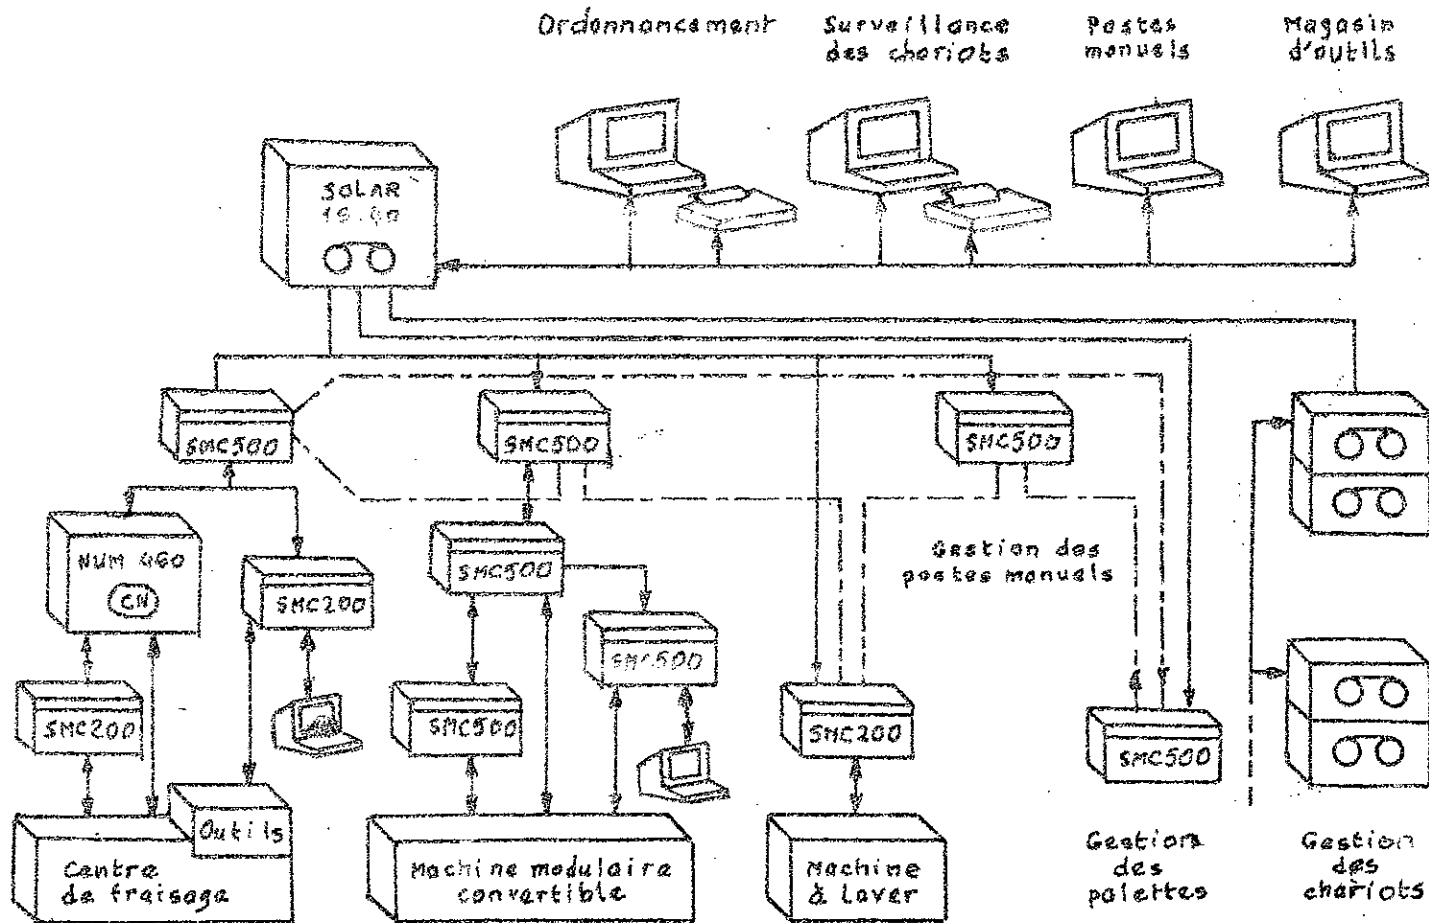 Ordonnancement
Surveillance
des chariots
Postes
manuels
Magasin
d'outils
SOLAR
16.40
SMC500
SMC500
SMC500
NUM 460
CN
SMC200
SMC500
SMC500
Gestion des
postes manuels
SMC200
SMC500
SMC200
SMC500
Outils
Centre
de fraisage
Machine modulaire
convertible
Machine
à laver
Gestion
des
palettes
Gestion
des
chariots